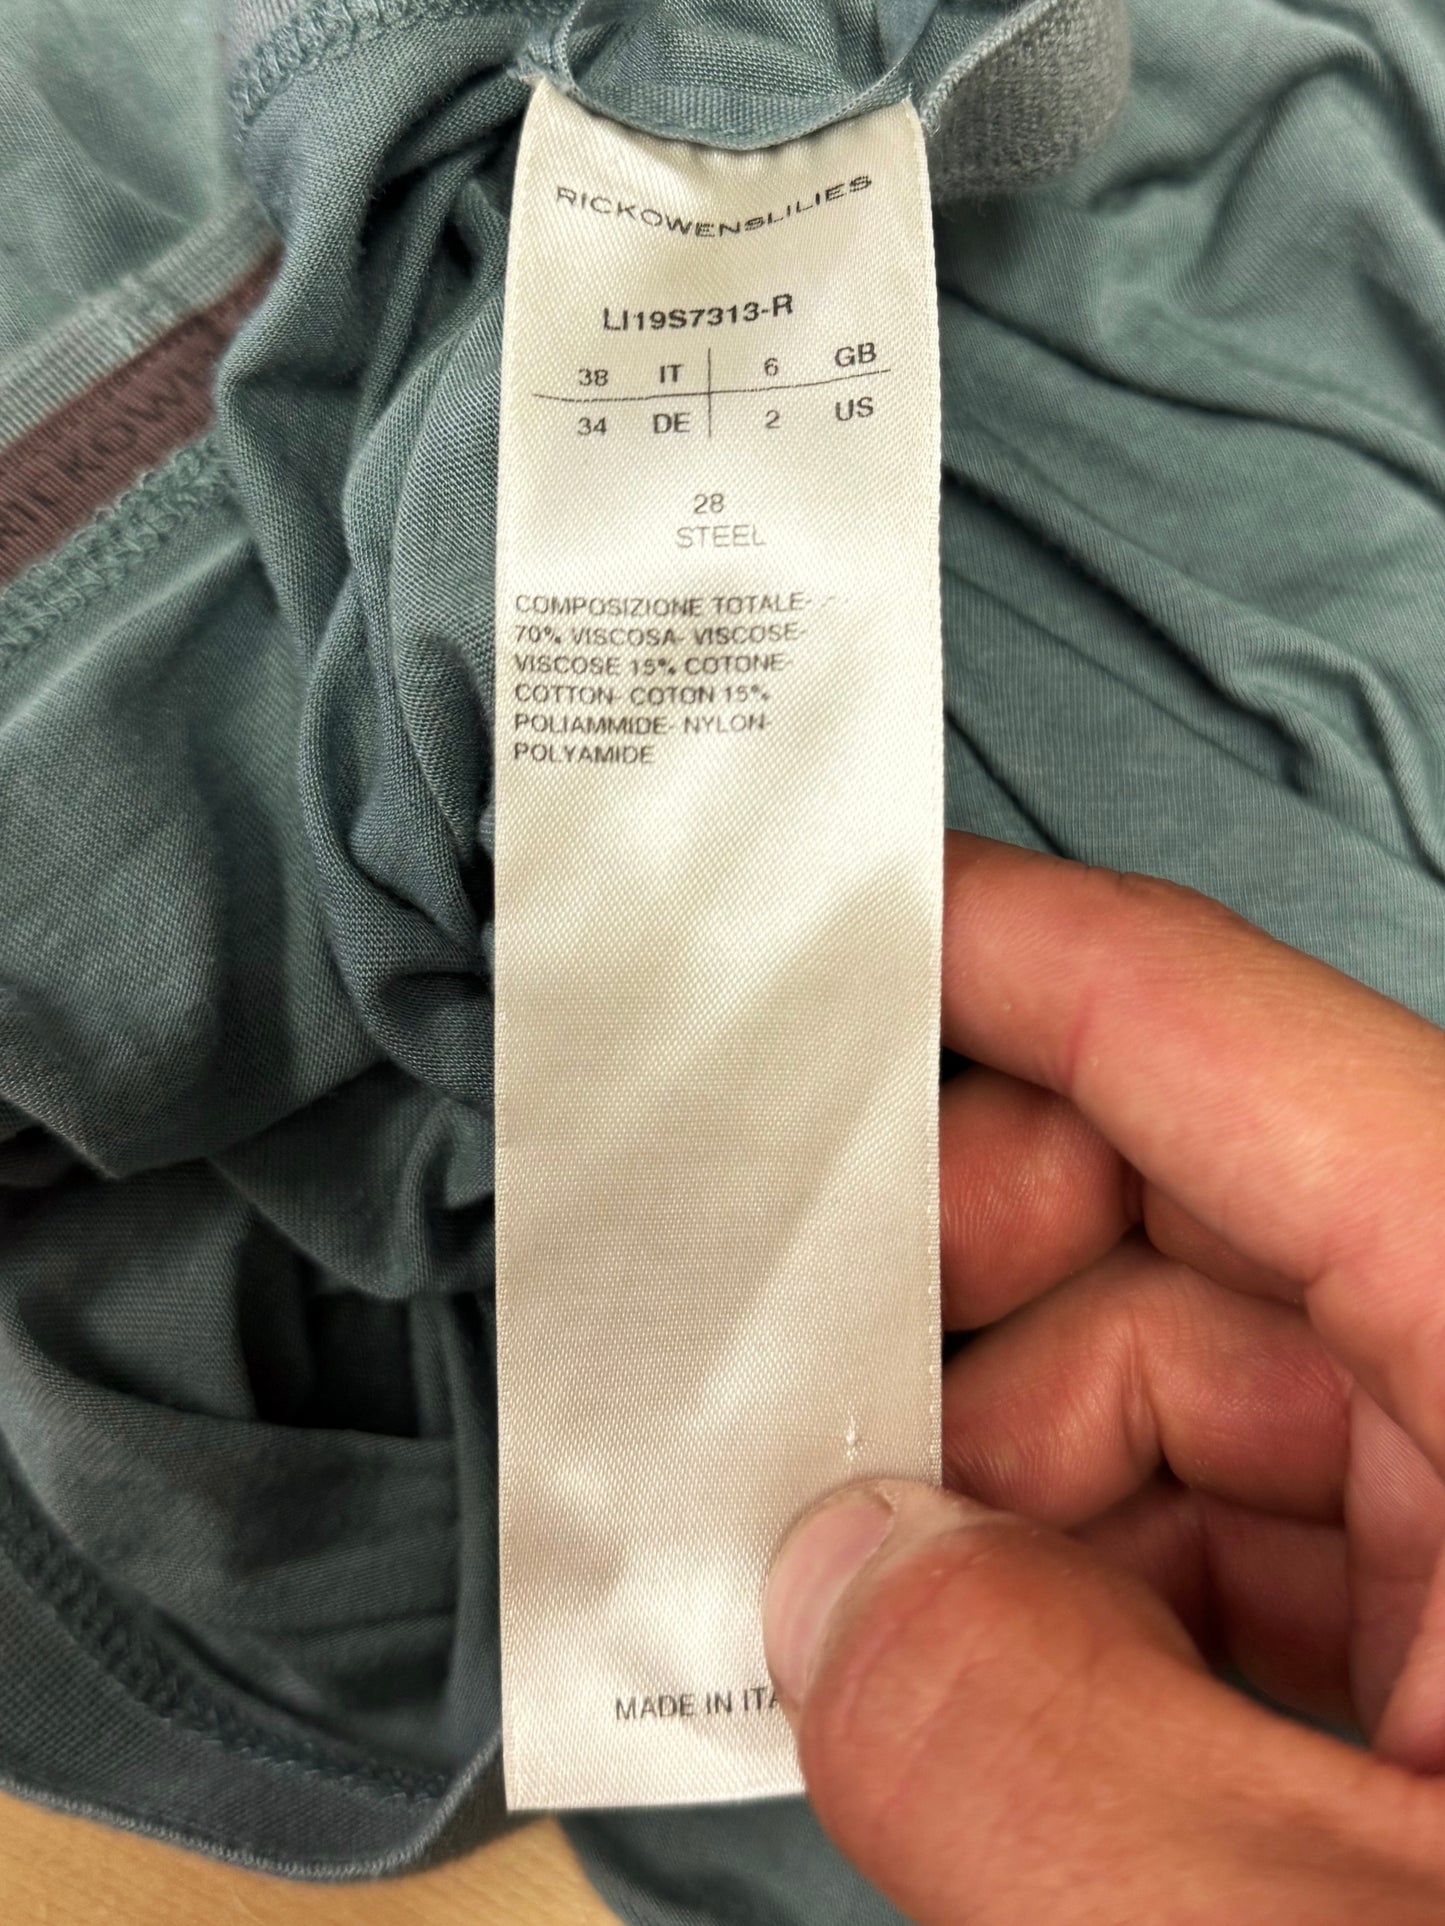 RICKOWENSLILIES
LI19S7313-R
38 IT 6 GB
34 DE 2 US
28
STEEL
COMPOSIZIONE TOTALE-
70% VISCOSA- VISCOSE-
VISCOSE 15% COTONE-
COTTON- COTON 15%
POLIAMMIDE- NYLON-
POLYAMIDE
MADE IN